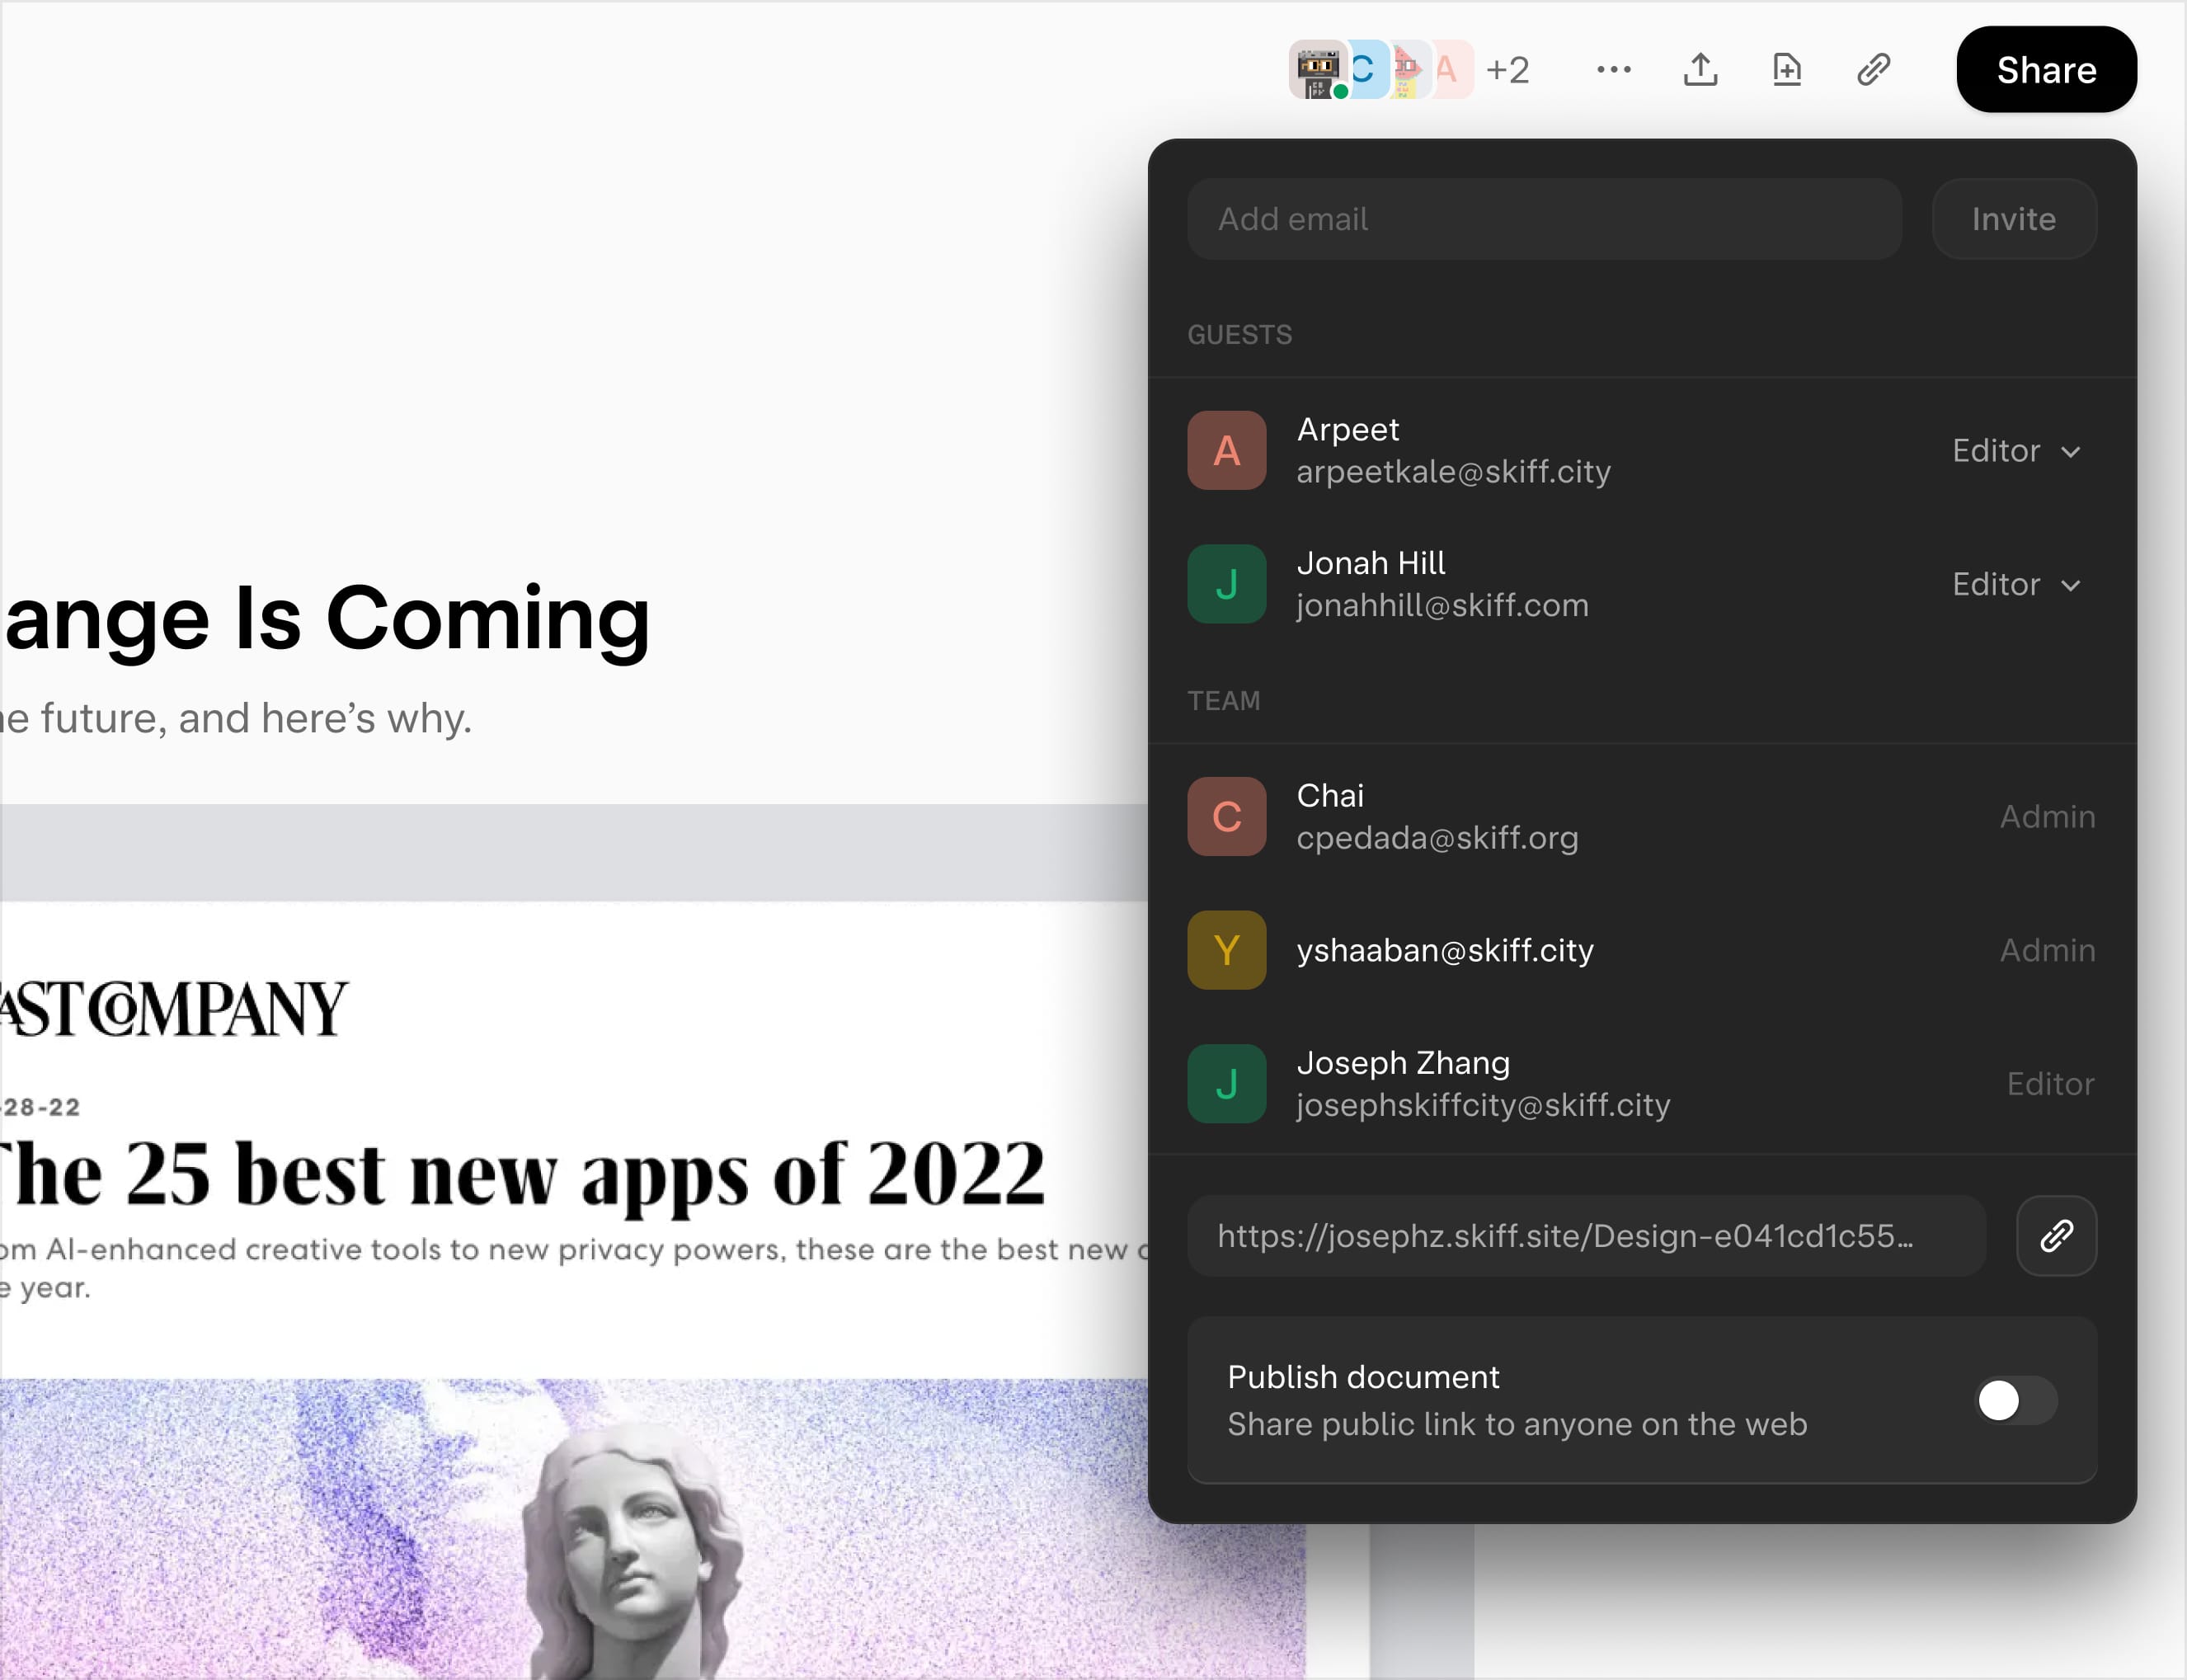 C
A
+2
Share
Add email
Invite
GUESTS
A
Arpeet
arpeetkale@skiff.city
Editor
J
Jonah Hill
jonahhill@skiff.com
Editor
TEAM
C
Chai
cpedada@skiff.org
Admin
Y
yshaaban@skiff.city
Admin
J
Joseph Zhang
josephskiffcity@skiff.city
Editor
https://josephz.skiff.site/Design-e041cd1c55…
Publish document
Share public link to anyone on the web
ange Is Coming
e future, and here’s why.
AST COMPANY
-28-22
The 25 best new apps of 2022
om AI-enhanced creative tools to new privacy powers, these are the best new
e year.